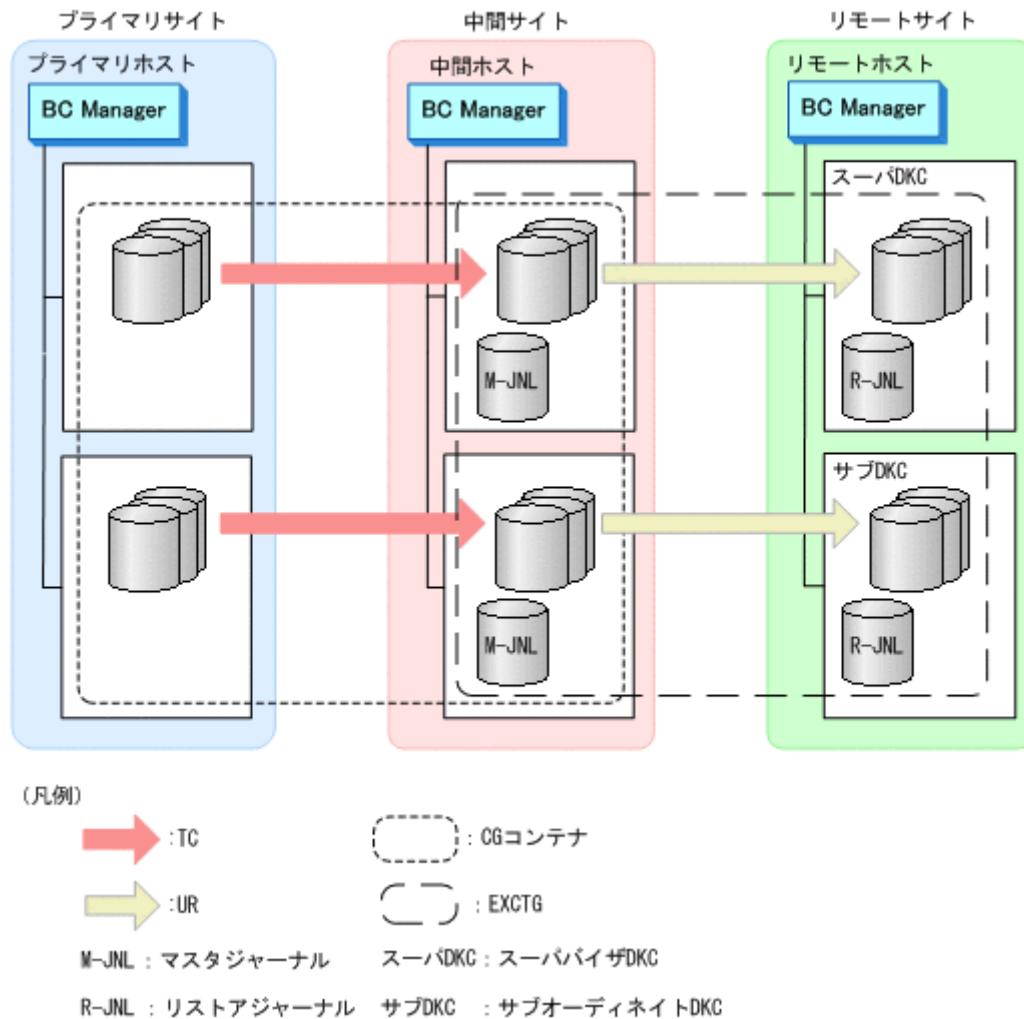 プライマリサイト
中間サイト
リモートサイト
プライマリホスト
中間ホスト
リモートホスト
BC Manager
BC Manager
BC Manager
スーパDKC
M-JNL
R-JNL
サブDKC
M-JNL
R-JNL
(凡例)
:TC
:CGコンテナ
:UR
:EXCTG
M-JNL:マスタジャーナル
スーパDKC:スーパバイザDKC
R-JNL:リストアジャーナル
サブDKC:サブオーディネイトDKC